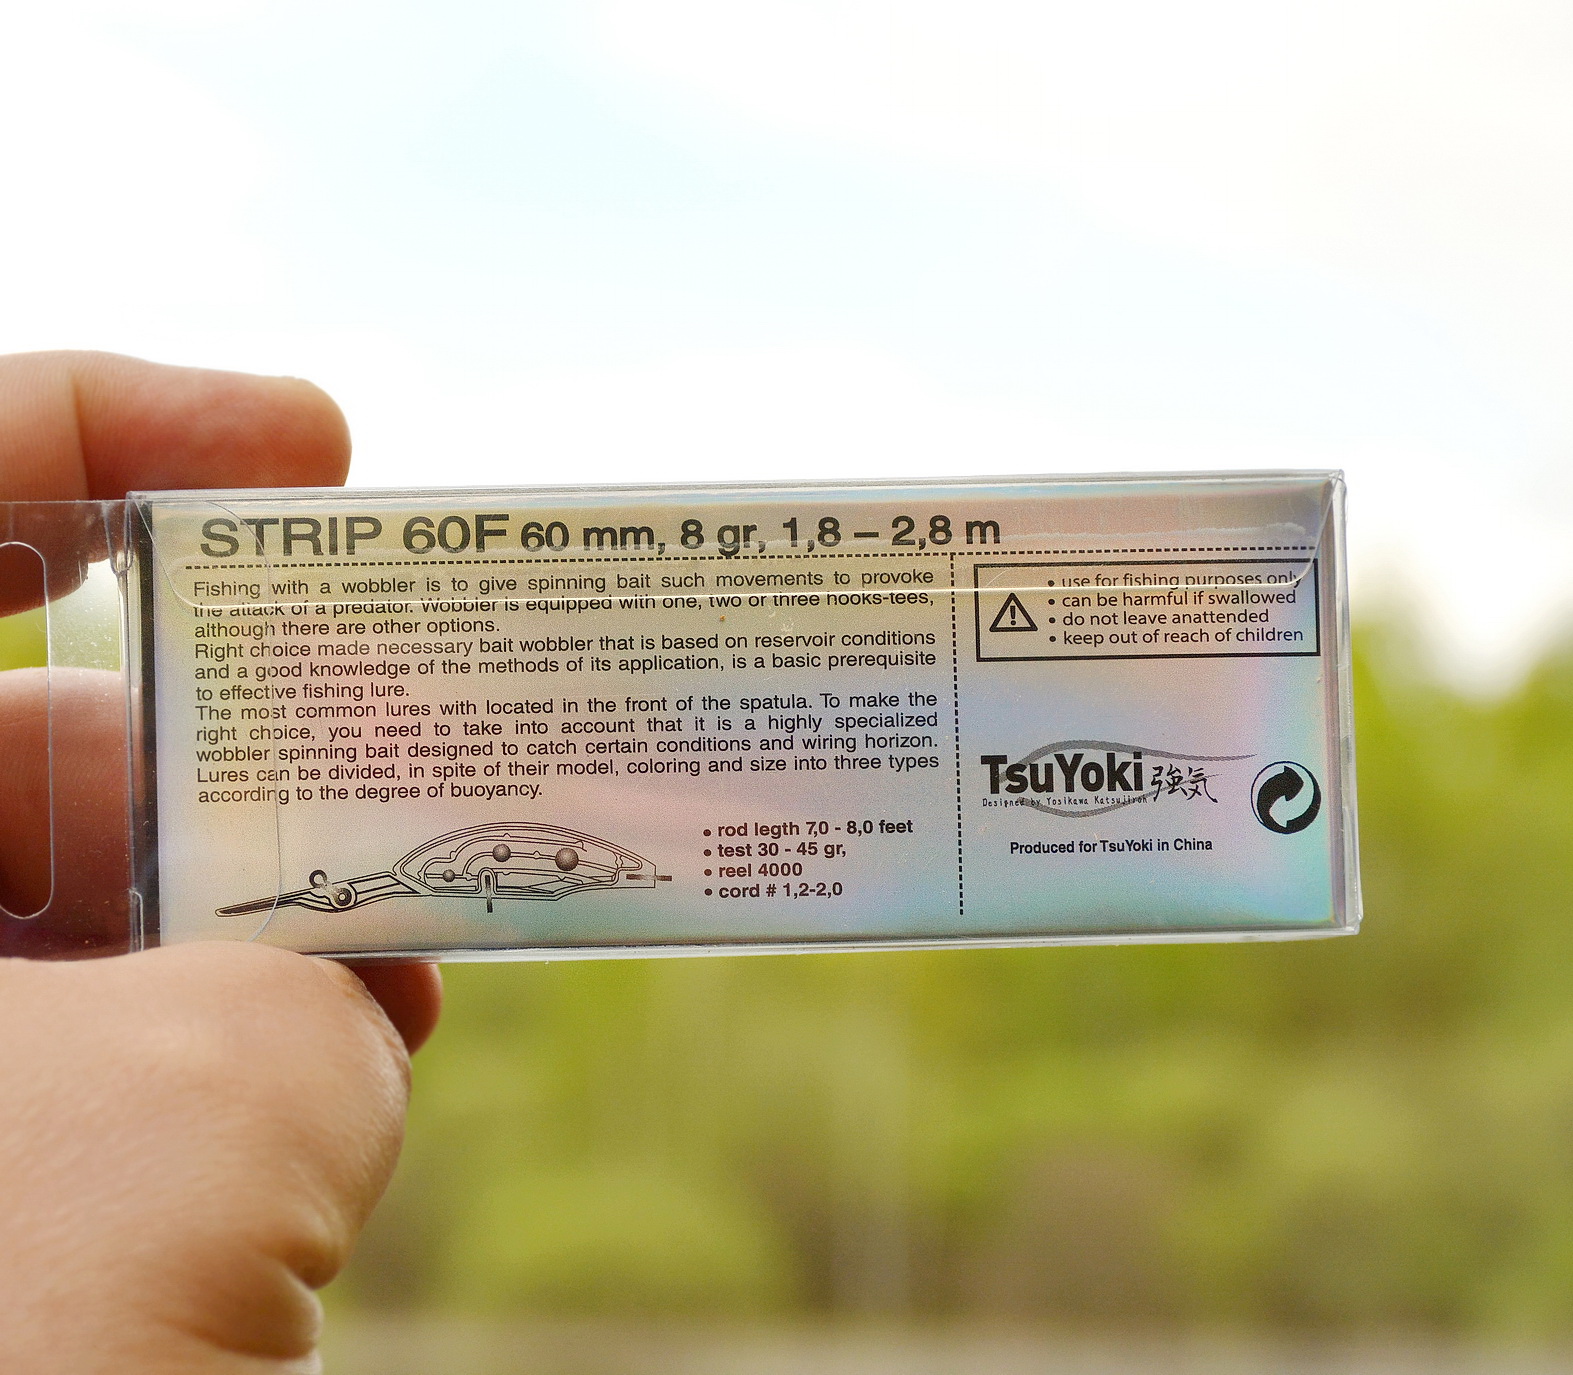 STRIP 60F 60 mm, 8 gr, 1,8 – 2,8 m
Fishing with a wobbler is to give spinning bait such movements to provoke
the attack of a predator. Wobbler is equipped with one, two or three hooks-tees,
although there are other options.
Right choice made necessary bait wobbler that is based on reservoir conditions
and a good knowledge of the methods of its application, is a basic prerequisite
to effective fishing lure.
The most common lures with located in the front of the spatula. To make the
right choice, you need to take into account that it is a highly specialized
wobbler spinning bait designed to catch certain conditions and wiring horizon.
Lures can be divided, in spite of their model, coloring and size into three types
according to the degree of buoyancy.
• rod legth 7,0 - 8,0 feet
• test 30 - 45 gr,
• reel 4000
• cord # 1,2-2,0
• use for fishing purposes only
• can be harmful if swallowed
• do not leave anattended
• keep out of reach of children
TsuYoki 強気
Designed by Yosikawa Katsujiroh
Produced for TsuYoki in China